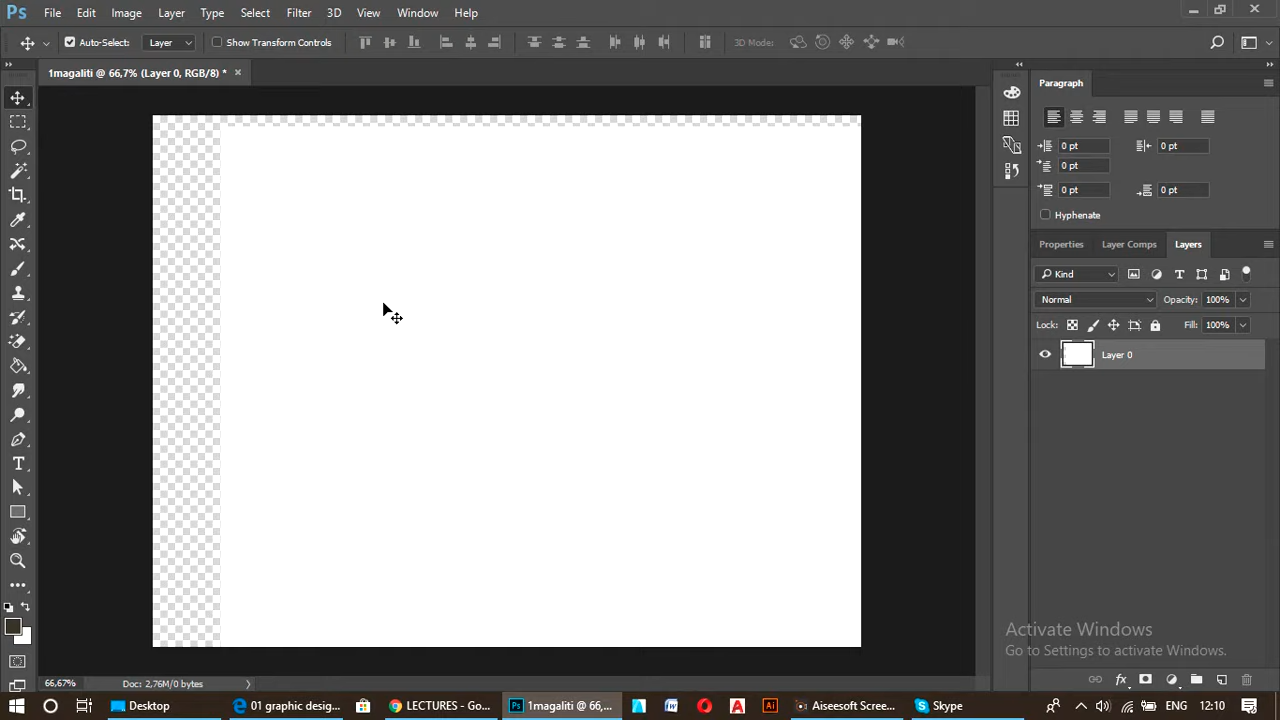 Ps File Edit Image Layer Type Select Filter 3D View Window Help
Auto-Select: Layer Show Transform Controls 3D Mode:
1magaliti @ 66,7% (Layer 0, RGB/8) * ×
Paragraph
0 pt 0 pt
0 pt
0 pt 0 pt
Hyphenate
Properties Layer Comps Layers
Kind
Normal Opacity: 100%
Lock: Fill: 100%
Layer 0
Activate Windows
Go to Settings to activate Windows.
66,67% Doc: 2,76M/0 bytes
Desktop 01 graphic desig... LECTURES - Go... Ps 1magaliti @ 66,... Ai Aiseesoft Scree... Skype ENG 12:10